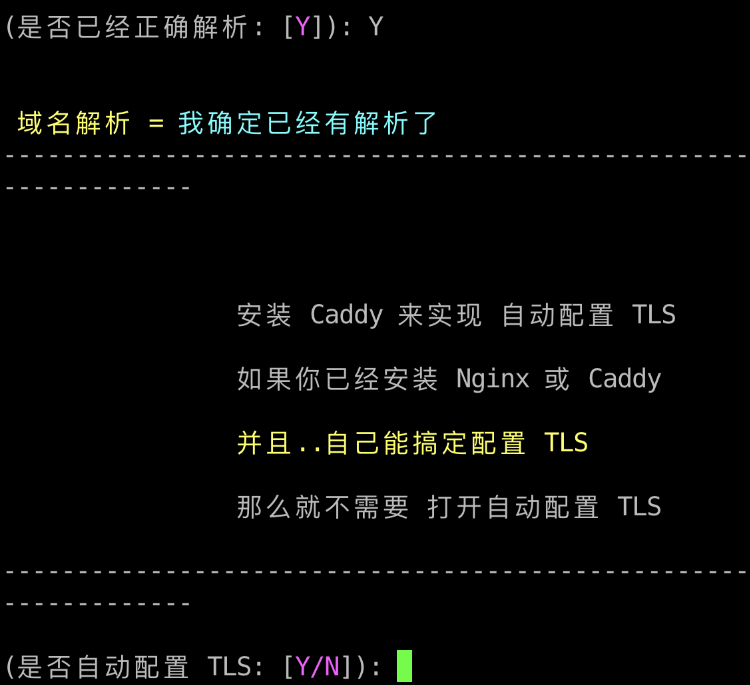 (是否已经正确解析: [Y]): Y
域名解析 = 我确定已经有解析了
---------------------------------------------------
-------------
安装 Caddy 来实现 自动配置 TLS
如果你已经安装 Nginx 或 Caddy
并且..自己能搞定配置 TLS
那么就不需要 打开自动配置 TLS
---------------------------------------------------
-------------
(是否自动配置 TLS: [Y/N]):